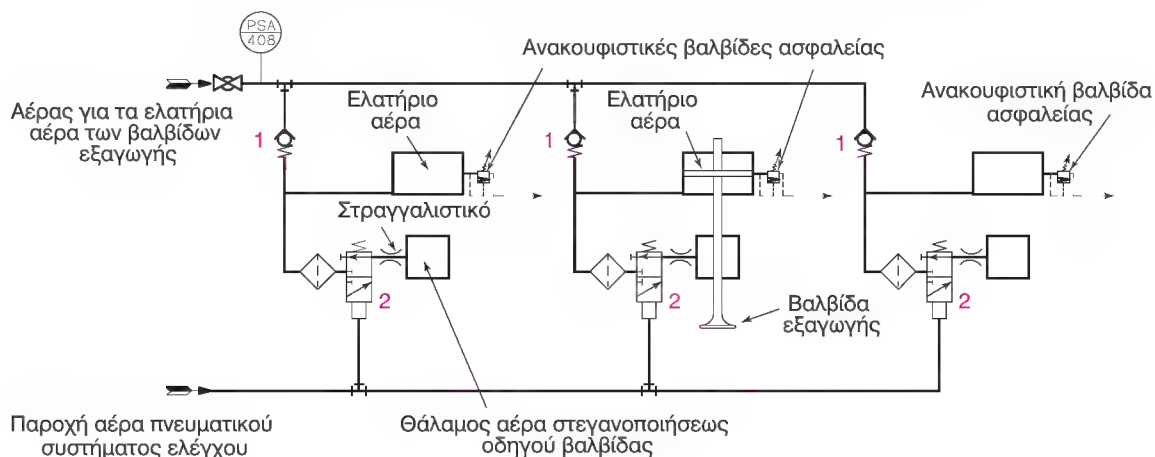 PSA
408
Ανακουφιστικές βαλβίδες ασφαλείας
Αέρας για τα ελατήρια
αέρα των βαλβίδων
εξαγωγής
Ελατήριο
αέρα
Ελατήριο
αέρα
Ανακουφιστική βαλβίδα
ασφαλείας
1
1
1
Στραγγαλιστικό
2
2
2
Βαλβίδα
εξαγωγής
Παροχή αέρα πνευματικού
συστήματος ελέγχου
Θάλαμος αέρα στεγανοποιήσεως
οδηγού βαλβίδας